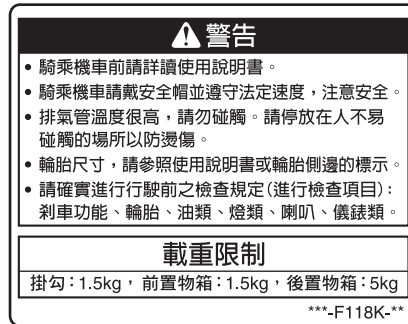 警告
• 騎乘機車前請詳讀使用說明書。
• 騎乘機車請戴安全帽並遵守法定速度，注意安全。
• 排氣管溫度很高，請勿碰觸。請停放在人不易
碰觸的場所以防燙傷。
• 輪胎尺寸，請參照使用說明書或輪胎側邊的標示。
• 請確實進行行駛前之檢查規定(進行檢查項目)：
剎車功能、輪胎、油類、燈類、喇叭、儀錶類。
載重限制
掛勾：1.5kg， 前置物箱：1.5kg，後置物箱：5kg
***-F118K-**